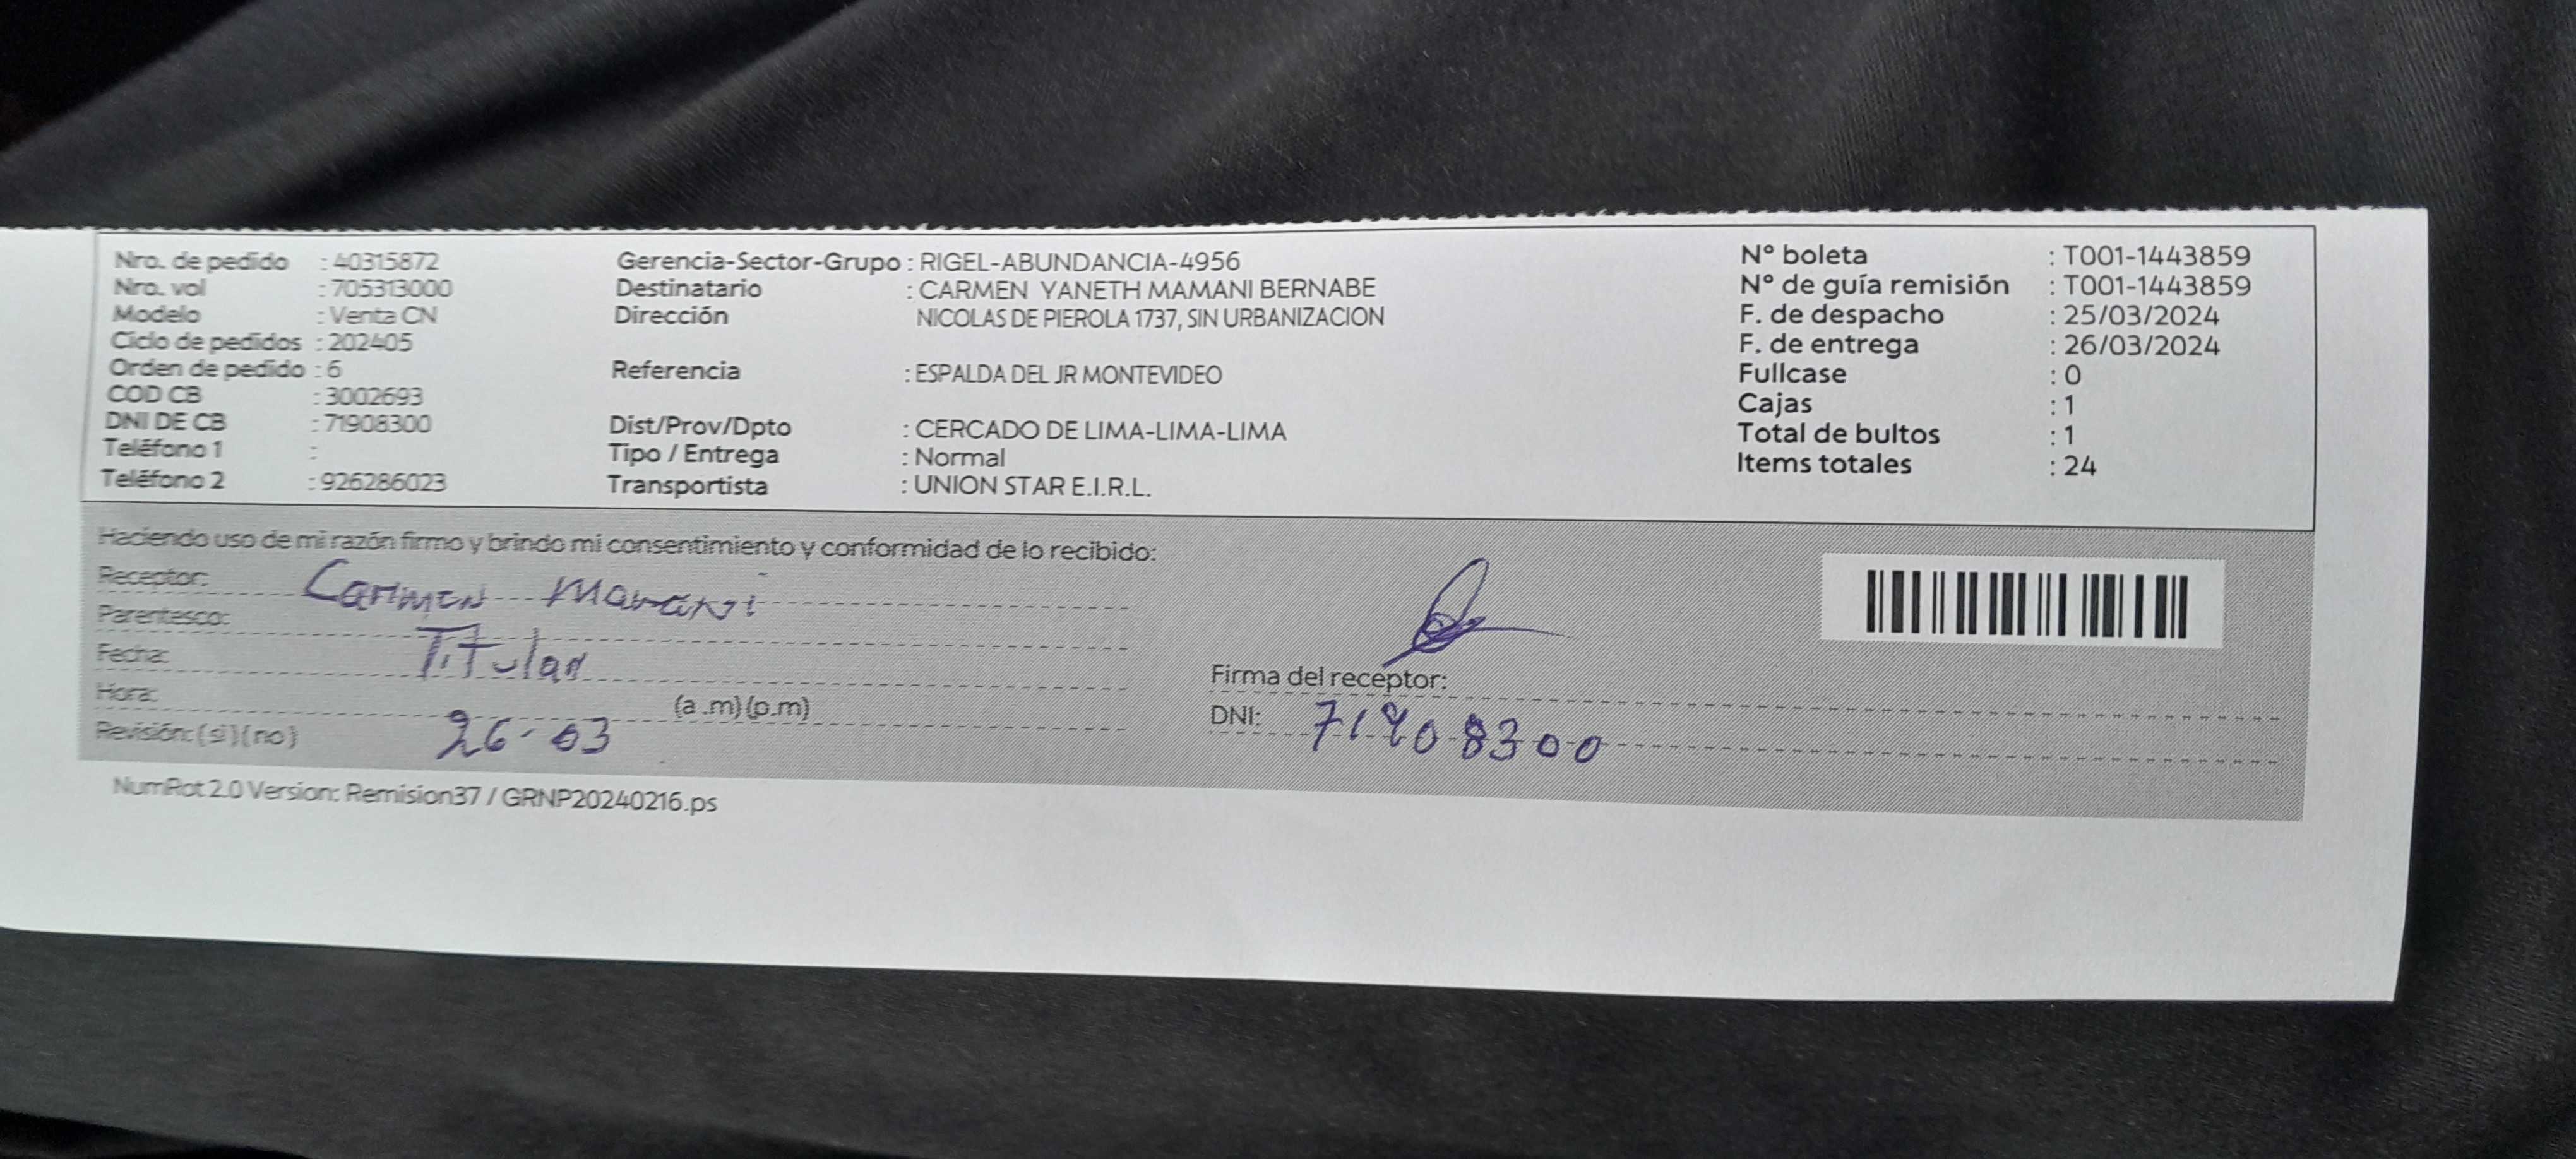 Nro. de pedido : 40315872
Nro. vol : 705313000
Modelo : Venta CN
Ciclo de pedidos : 202405
Orden de pedido : 6
COD CB : 3002693
DNI DE CB : 71908300
Teléfono 1 :
Teléfono 2 : 926286023
Gerencia-Sector-Grupo : RIGEL-ABUNDANCIA-4956
Destinatario : CARMEN YANETH MAMANI BERNABE
Dirección NICOLAS DE PIEROLA 1737, SIN URBANIZACION
Referencia : ESPALDA DEL JR MONTEVIDEO
Dist/Prov/Dpto : CERCADO DE LIMA-LIMA-LIMA
Tipo / Entrega : Normal
Transportista : UNION STAR E.I.R.L.
N° boleta : T001-1443859
N° de guía remisión : T001-1443859
F. de despacho : 25/03/2024
F. de entrega : 26/03/2024
Fullcase : 0
Cajas : 1
Total de bultos : 1
Items totales : 24
Haciendo uso de mi razón firmo y brindo mi consentimiento y conformidad de lo recibido:
Receptor: Carmen Mamani
Parentesco: Titular
Fecha:
Hora: (a .m) (p.m)
Revisión: (si) (no) 26-03
Firma del receptor:
DNI: 71908300
NumRot 2.0 Version: Remision37 / GRNP20240216.ps